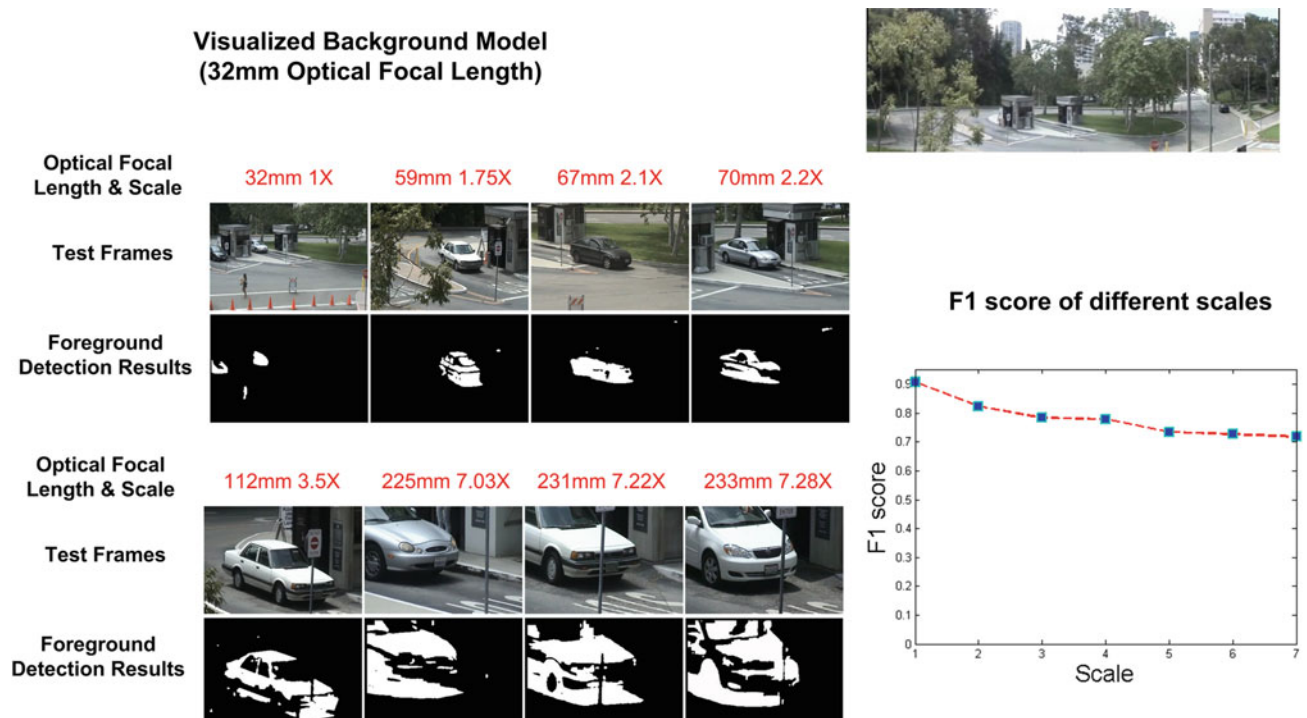 Visualized Background Model
(32mm Optical Focal Length)
Optical Focal
Length & Scale
32mm 1X
59mm 1.75X
67mm 2.1X
70mm 2.2X
Test Frames
Foreground
Detection Results
Optical Focal
Length & Scale
112mm 3.5X
225mm 7.03X
231mm 7.22X
233mm 7.28X
Test Frames
Foreground
Detection Results
F1 score of different scales
F1 score
0.9
0.8
0.7
0.6
0.5
0.4
0.3
0.2
0.1
0
1 2 3 4 5 6 7
Scale